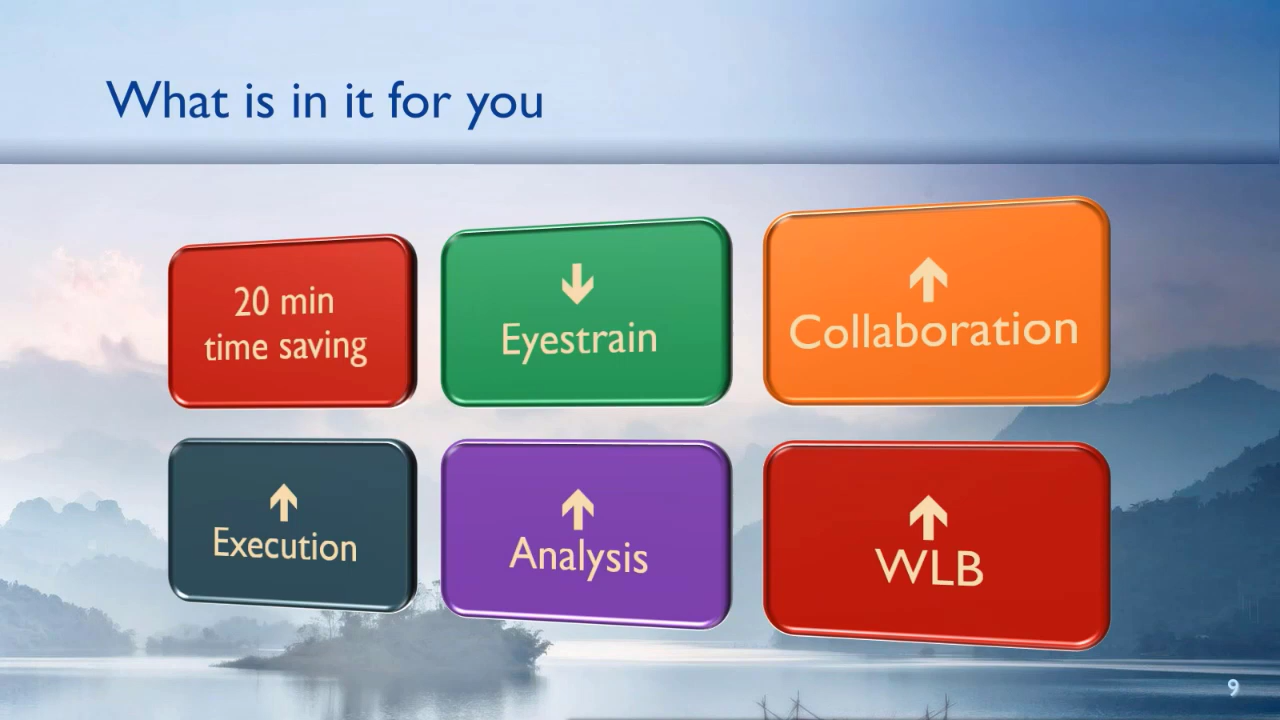 What is in it for you
20 min
time saving
↓
Eyestrain
↑
Collaboration
↑
Execution
↑
Analysis
↑
WLB
9